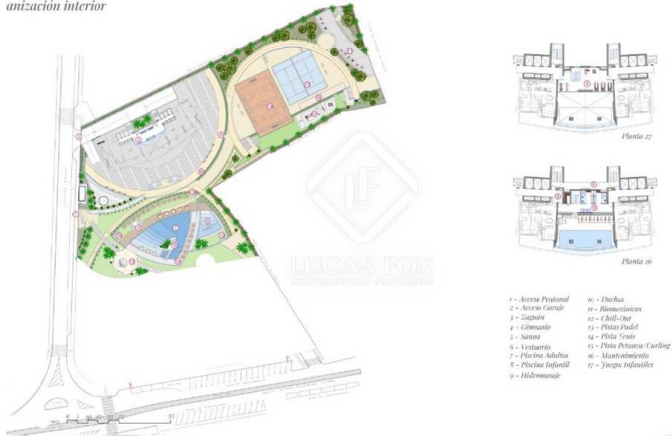 anización interior
Planta 27
LF
LUCAS FOX
Planta 26
1 - Acceso Peatonal
2 - Acceso Garaje
3 - Zaguán
4 - Gimnasio
5 - Sauna
6 - Vestuario
7 - Piscina Adultos
8 - Piscina Infantil
9 - Hidromasaje
10 - Duchas
11 - Biomecánicos
12 - Chill-Out
13 - Pistas Padel
14 - Pista Tenis
15 - Pista Petanca/Curling
16 - Mantenimiento
17 - Juegos Infantiles